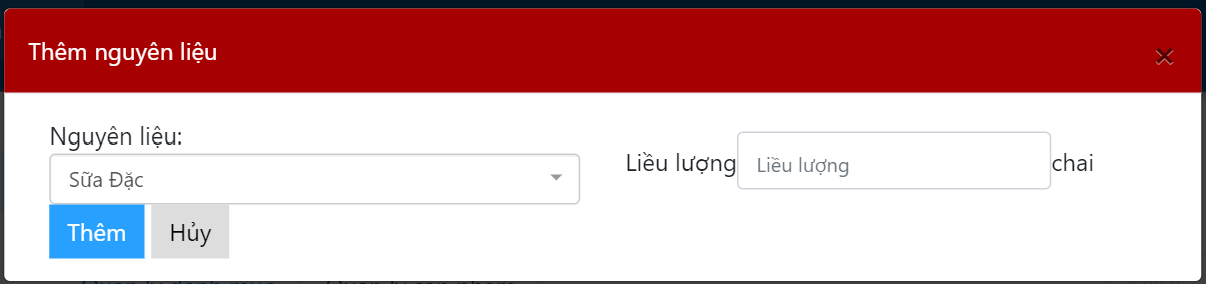 Thêm nguyên liệu
×
Nguyên liệu:
Sữa Đặc
Liều lượng Liều lượng chai
Thêm Hủy